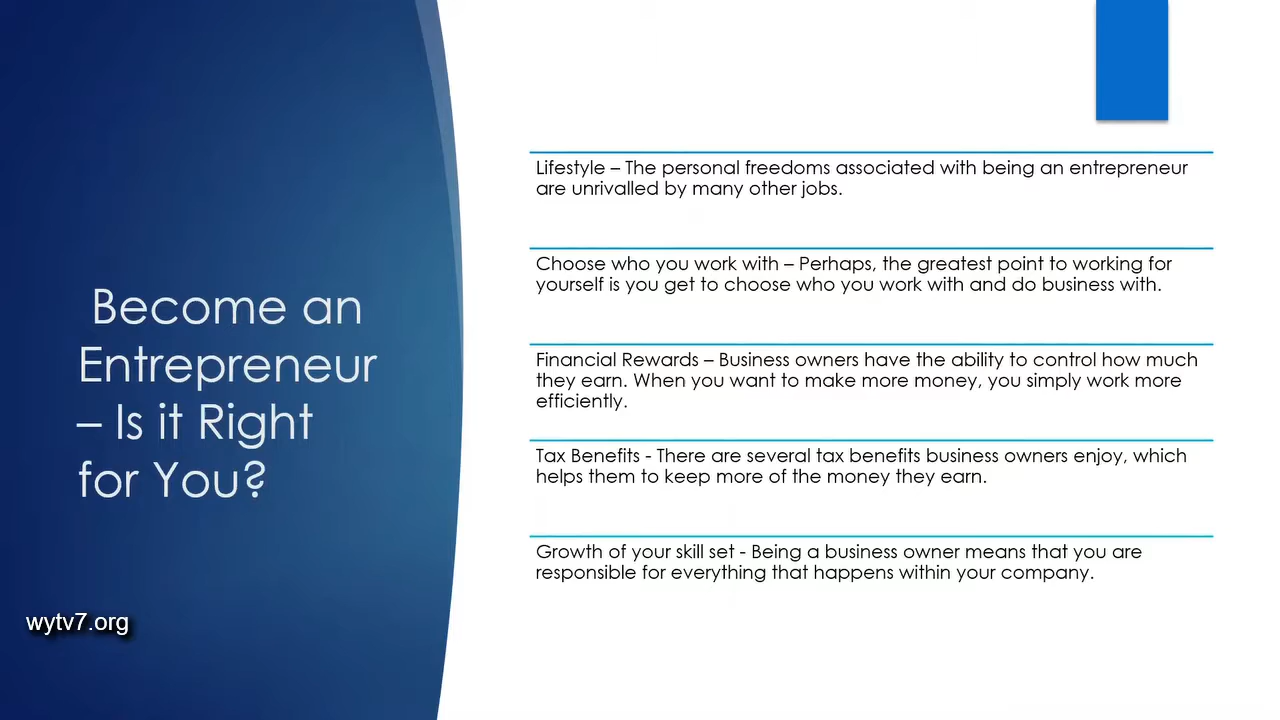 Become an
Entrepreneur
– Is it Right
for You?
wytv7.org
Lifestyle – The personal freedoms associated with being an entrepreneur
are unrivalled by many other jobs.
Choose who you work with – Perhaps, the greatest point to working for
yourself is you get to choose who you work with and do business with.
Financial Rewards – Business owners have the ability to control how much
they earn. When you want to make more money, you simply work more
efficiently.
Tax Benefits - There are several tax benefits business owners enjoy, which
helps them to keep more of the money they earn.
Growth of your skill set - Being a business owner means that you are
responsible for everything that happens within your company.